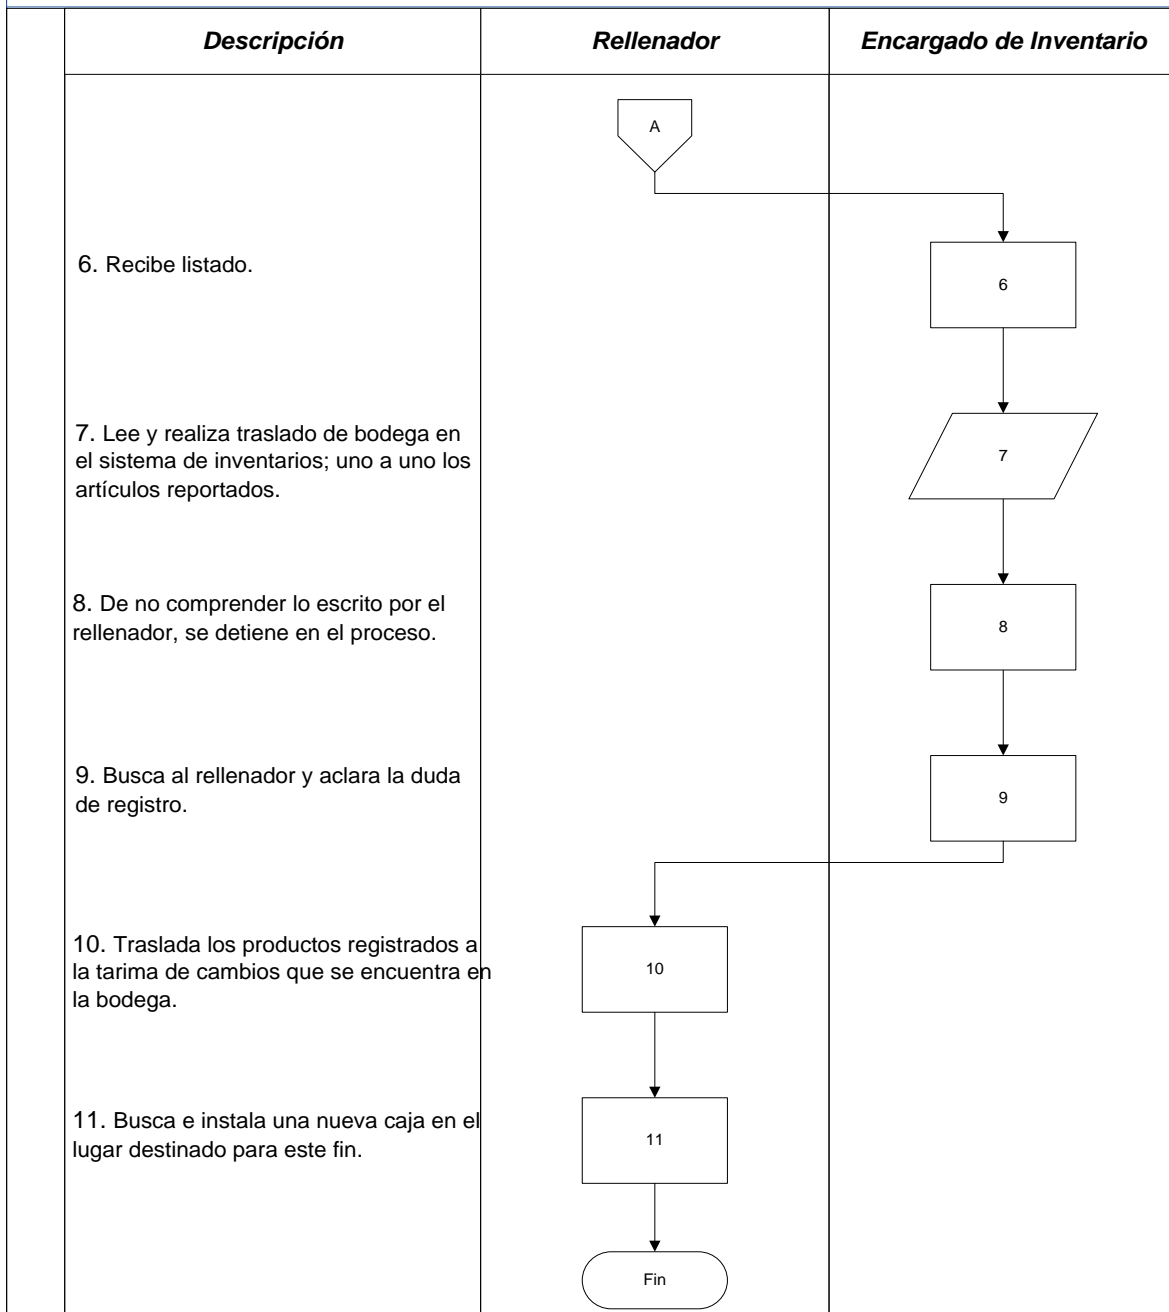 Descripción
Rellenador
Encargado de Inventario
A
6. Recibe listado.
6
7. Lee y realiza traslado de bodega en
el sistema de inventarios; uno a uno los
artículos reportados.
7
8. De no comprender lo escrito por el
rellenador, se detiene en el proceso.
8
9. Busca al rellenador y aclara la duda
de registro.
9
10. Traslada los productos registrados a
la tarima de cambios que se encuentra en
la bodega.
10
11. Busca e instala una nueva caja en el
lugar destinado para este fin.
11
Fin